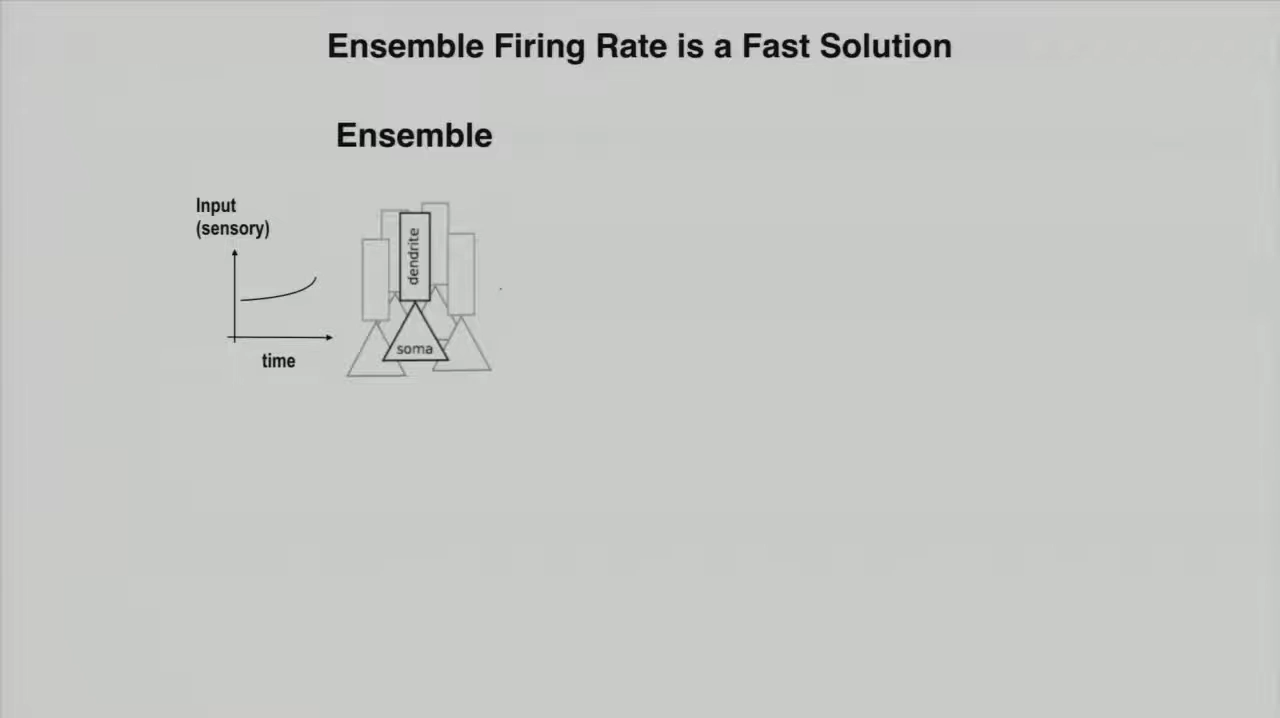 Ensemble Firing Rate is a Fast Solution
Ensemble
Input
(sensory)
dendrite
soma
time